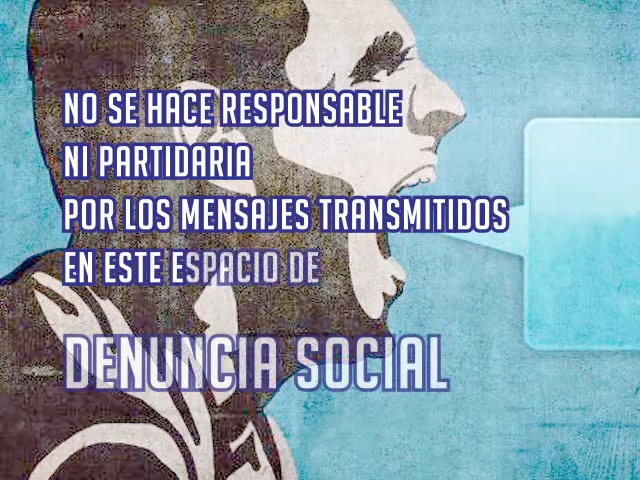 NO SE HACE RESPONSABLE
NI PARTIDARIA
POR LOS MENSAJES TRANSMITIDOS
EN ESTE ESPACIO DE
DENUNCIA SOCIAL